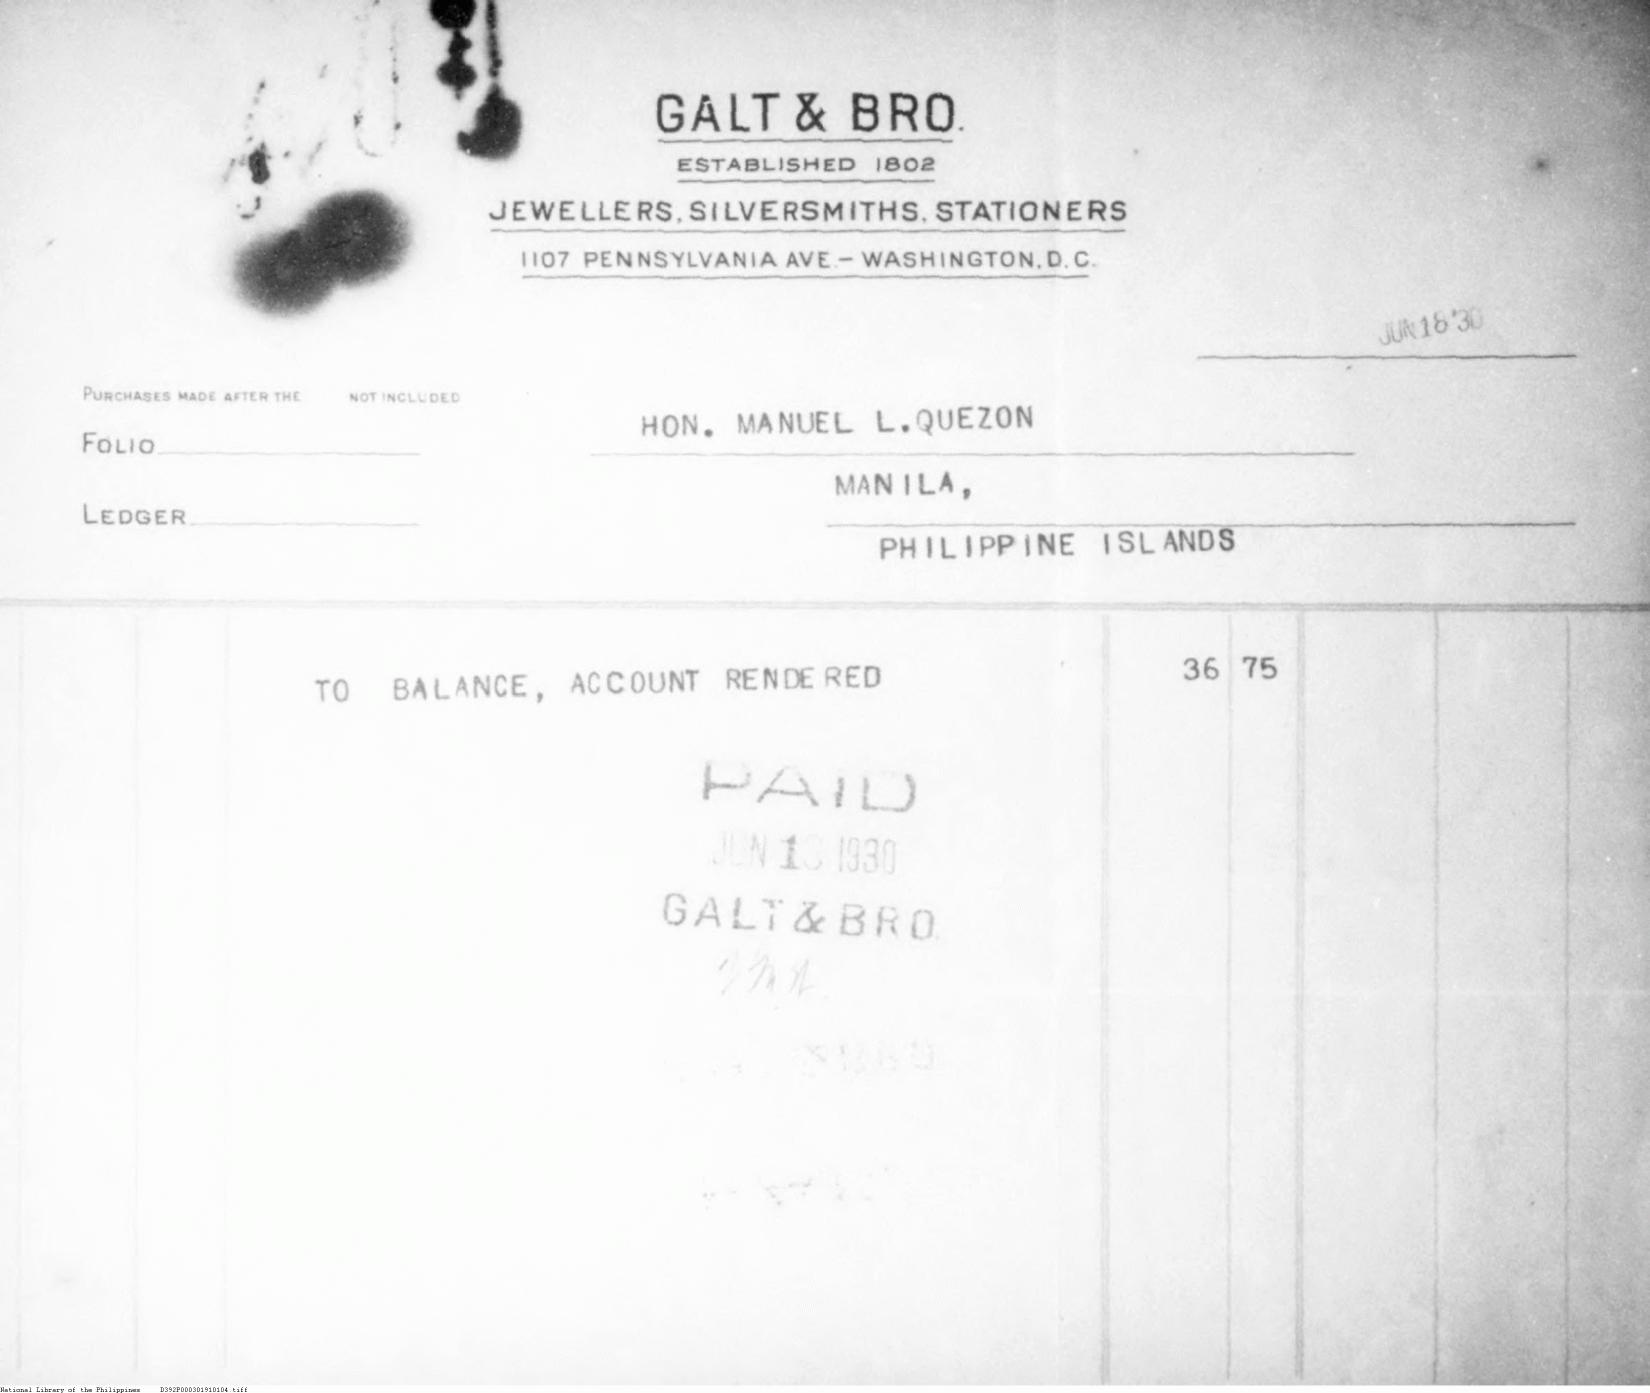 GALT & BRO.
ESTABLISHED 1802
JEWELLERS, SILVERSMITHS, STATIONERS
1107 PENNSYLVANIA AVE.– WASHINGTON, D. C.
JUN 18 '30
PURCHASES MADE AFTER THE NOT INCLUDED
HON. MANUEL L. QUEZON
FOLIO
MANILA,
LEDGER
PHILIPPINE ISLANDS
TO BALANCE, ACCOUNT RENDERED 36 75
PAID
JUN 1 1930
GALT & BRO.
National Library of the Philippines D392P000301910104.tiff